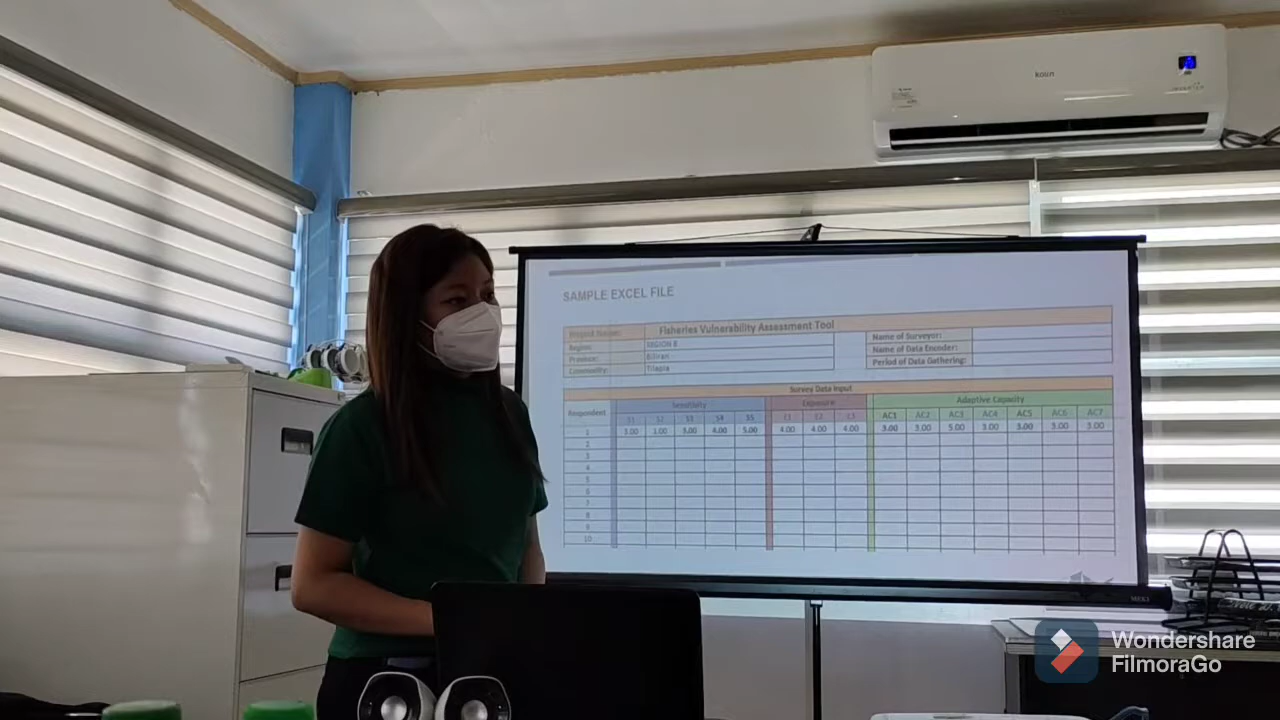 kolin
SAMPLE EXCEL FILE
Fisheries Vulnerability Assessment Tool
Region: REGION 8
Province: Biliran
Commodity: Tilapia
Name of Surveyor:
Name of Data Encoder:
Period of Data Gathering:
Survey Data Input
Respondent Sensitivity Exposure Adaptive Capacity
S1 S2 S3 S4 S5 E1 E2 E3 AC1 AC2 AC3 AC4 AC5 AC6 AC7
1 3.00 1.00 3.00 4.00 5.00 4.00 4.00 4.00 3.00 3.00 5.00 3.00 3.00 3.00 3.00
2
3
4
5
6
7
8
9
10
Wondershare
FilmoraGo